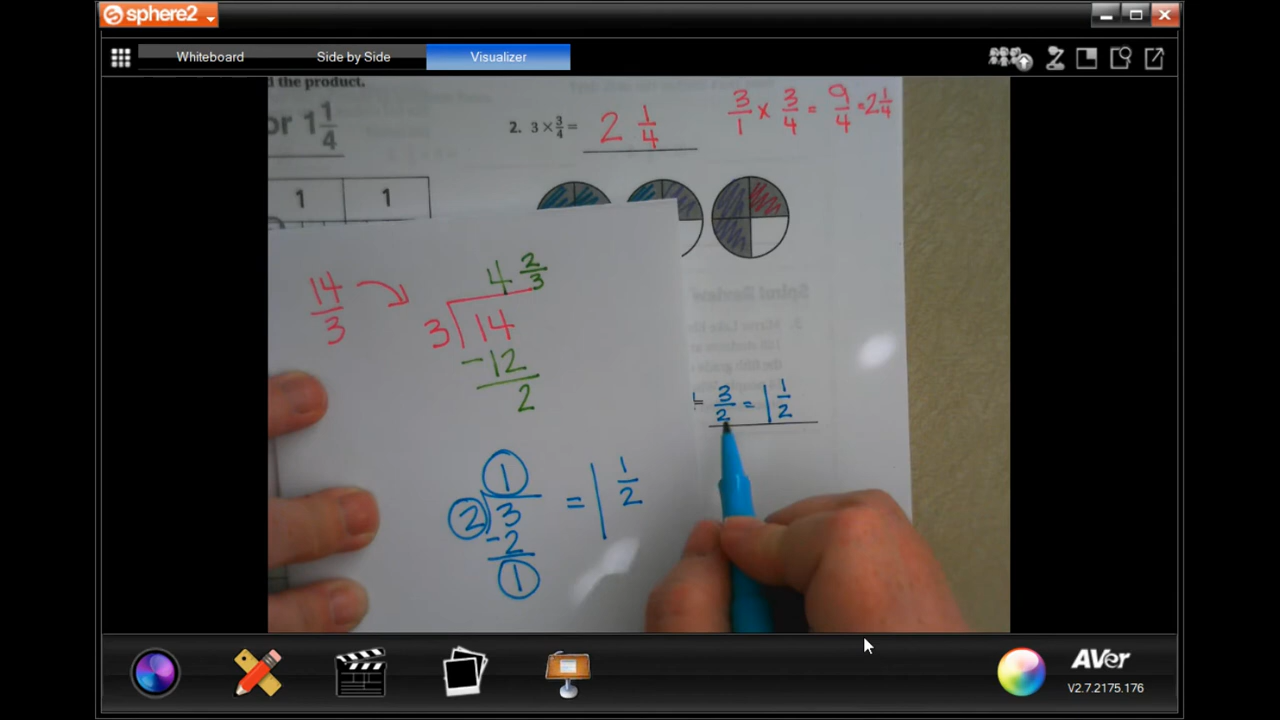 sphere2
Whiteboard Side by Side Visualizer
d the product.
or 1 1/4
2. 3 × 3/4 = 2 1/4
3/1 × 3/4 = 9/4 = 2 1/4
1 1
14/3
4 2/3
3 14
-12
2
= 3/2 = 1 1/2
1
2 3 = 1 1/2
-2
1
Spiral Review
AVer
V2.7.2175.176